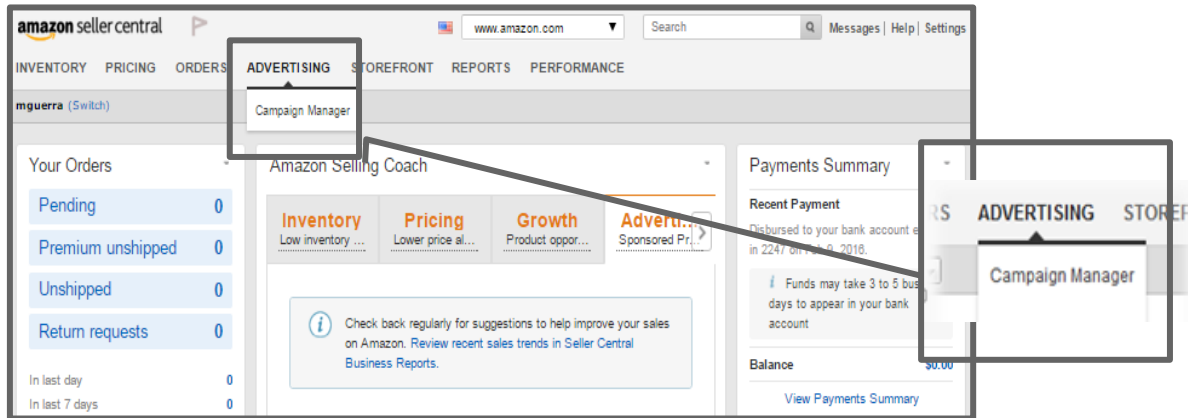 amazon seller central
www.amazon.com
Search
Messages | Help | Settings
INVENTORY PRICING ORDERS ADVERTISING STOREFRONT REPORTS PERFORMANCE
mguerra (Switch)
Campaign Manager
Your Orders
Pending 0
Premium unshipped 0
Unshipped 0
Return requests 0
In last day 0
In last 7 days 0
Amazon Selling Coach
Inventory
Low inventory ...
Pricing
Lower price al...
Growth
Product oppor...
Adverti...
Sponsored Pr...
Check back regularly for suggestions to help improve your sales
on Amazon. Review recent sales trends in Seller Central
Business Reports.
Payments Summary
Recent Payment
Disbursed to your bank account e
in 2247 on Feb 9, 2016.
Funds may take 3 to 5 bus
days to appear in your bank
account
Balance $0.00
View Payments Summary
RS ADVERTISING STOREF
Campaign Manager